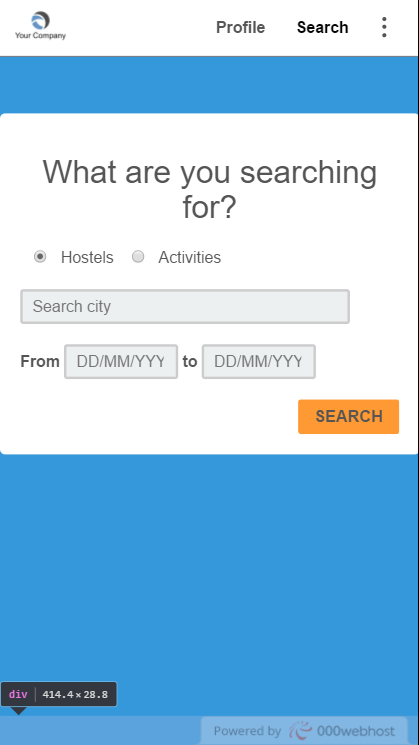 Your Company
Profile Search
What are you searching
for?
Hostels Activities
Search city
From DD/MM/YYY to DD/MM/YYY
SEARCH
div 414.4 × 28.8
Powered by 000webhost